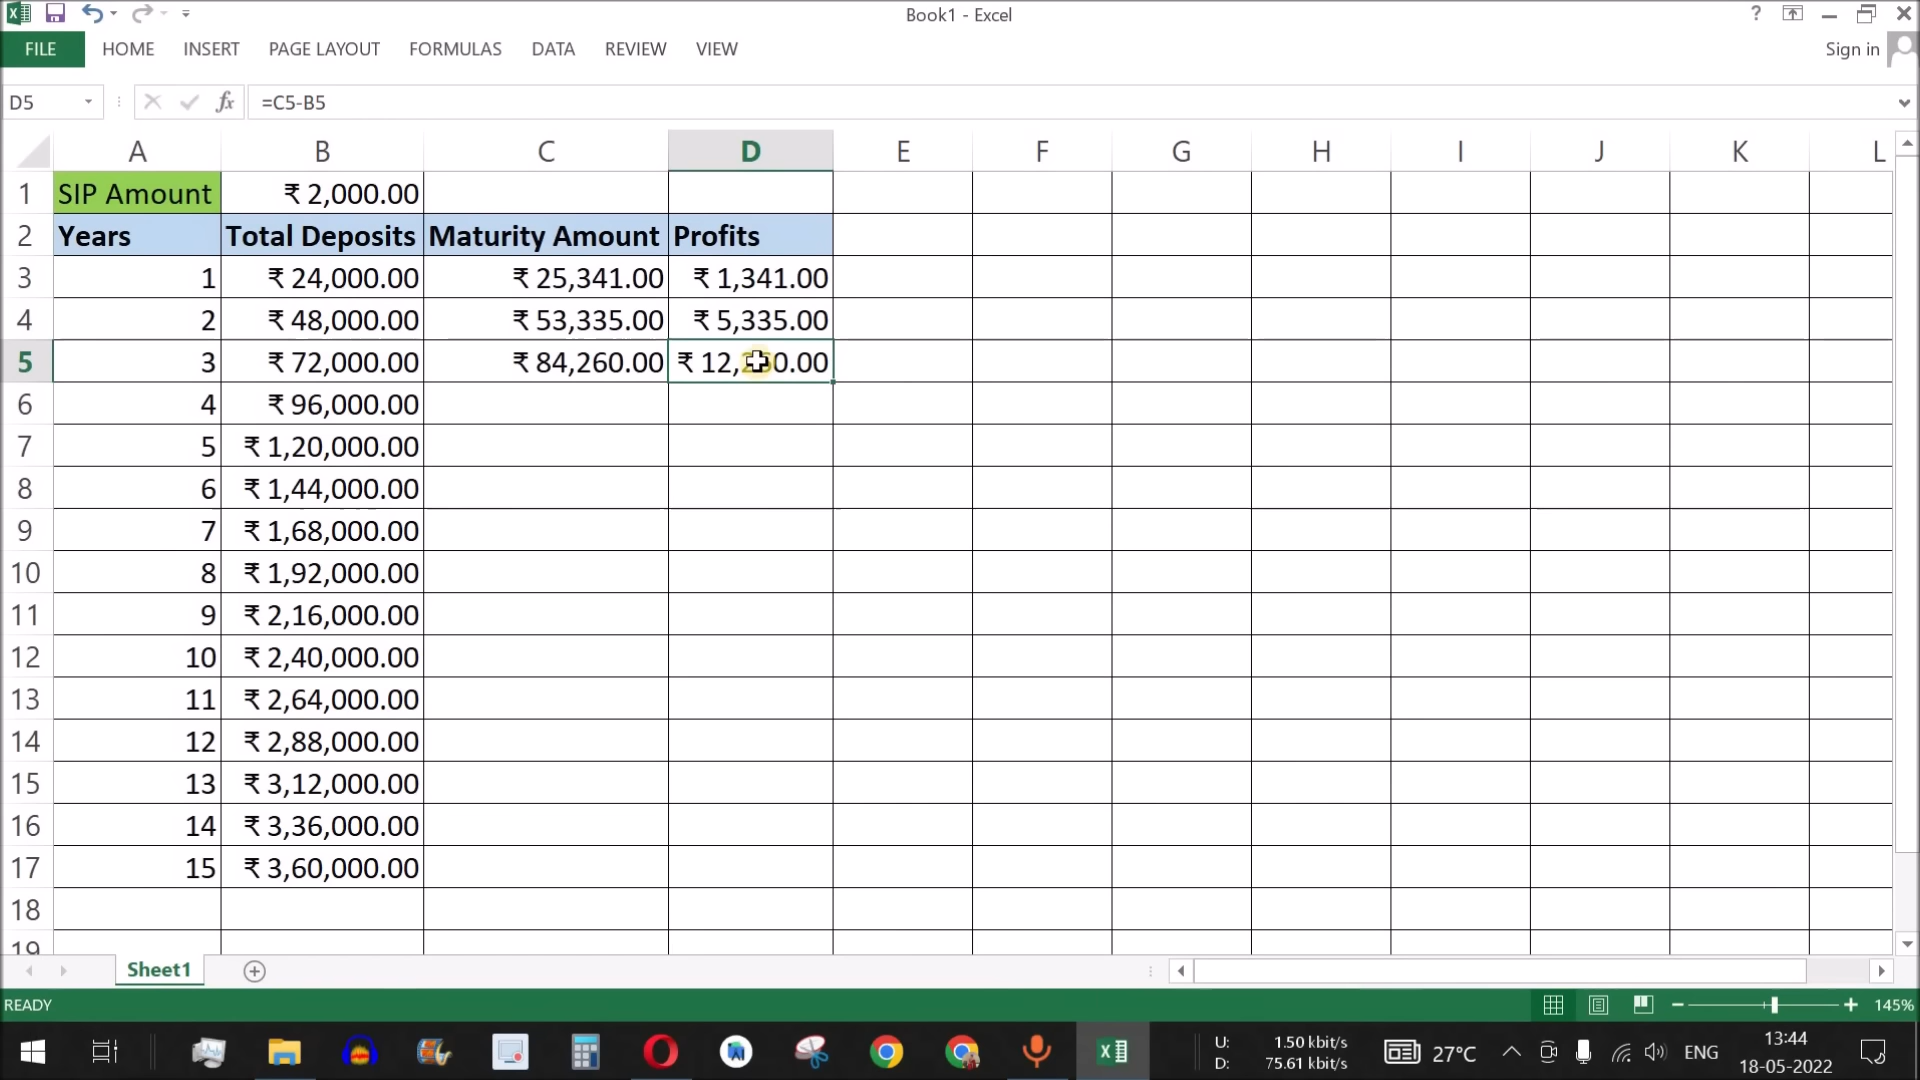 Book1 - Excel
?
FILE HOME INSERT PAGE LAYOUT FORMULAS DATA REVIEW VIEW Sign in
D5 fx =C5-B5
A B C D E F G H I J K L
1 SIP Amount ₹ 2,000.00
2 Years Total Deposits Maturity Amount Profits
3 1 ₹ 24,000.00 ₹ 25,341.00 ₹ 1,341.00
4 2 ₹ 48,000.00 ₹ 53,335.00 ₹ 5,335.00
5 3 ₹ 72,000.00 ₹ 84,260.00 ₹ 12,260.00
6 4 ₹ 96,000.00
7 5 ₹ 1,20,000.00
8 6 ₹ 1,44,000.00
9 7 ₹ 1,68,000.00
10 8 ₹ 1,92,000.00
11 9 ₹ 2,16,000.00
12 10 ₹ 2,40,000.00
13 11 ₹ 2,64,000.00
14 12 ₹ 2,88,000.00
15 13 ₹ 3,12,000.00
16 14 ₹ 3,36,000.00
17 15 ₹ 3,60,000.00
18
19
Sheet1
READY 145%
U: 1.50 kbit/s
D: 75.61 kbit/s
27°C ENG
13:44
18-05-2022